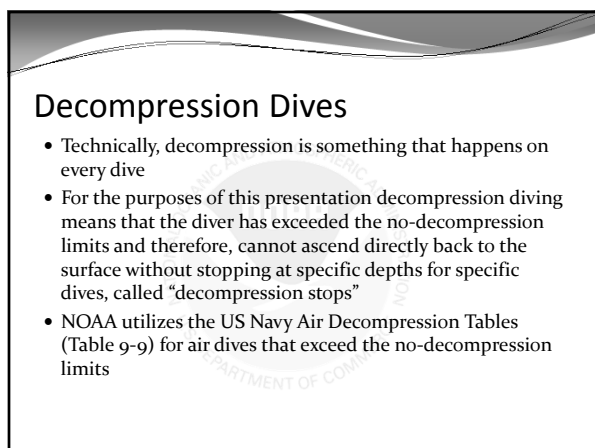 Decompression Dives
• Technically, decompression is something that happens on
every dive
• For the purposes of this presentation decompression diving
means that the diver has exceeded the no-decompression
limits and therefore, cannot ascend directly back to the
surface without stopping at specific depths for specific
dives, called “decompression stops”
• NOAA utilizes the US Navy Air Decompression Tables
(Table 9-9) for air dives that exceed the no-decompression
limits